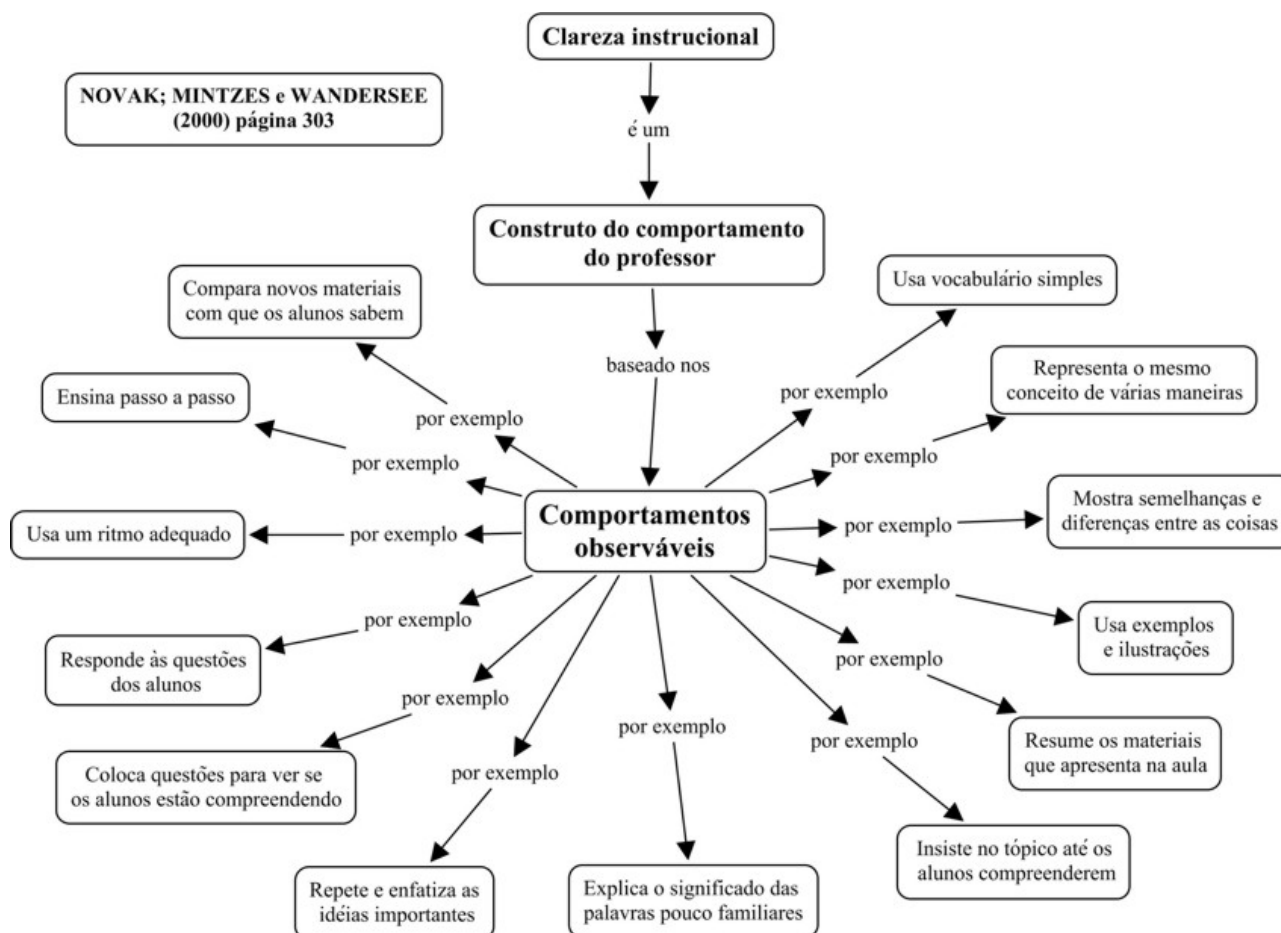 Clareza instrucional
NOVAK; MINTZES e WANDERSEE
(2000) página 303
é um
Construto do comportamento
do professor
baseado nos
Comportamentos
observáveis
por exemplo
Compara novos materiais
com que os alunos sabem
por exemplo
Ensina passo a passo
por exemplo
Usa um ritmo adequado
por exemplo
Responde às questões
dos alunos
por exemplo
Coloca questões para ver se
os alunos estão compreendendo
por exemplo
Repete e enfatiza as
idéias importantes
por exemplo
Explica o significado das
palavras pouco familiares
por exemplo
Insiste no tópico até os
alunos compreenderem
por exemplo
Resume os materiais
que apresenta na aula
por exemplo
Usa exemplos
e ilustrações
por exemplo
Mostra semelhanças e
diferenças entre as coisas
por exemplo
Representa o mesmo
conceito de várias maneiras
por exemplo
Usa vocabulário simples